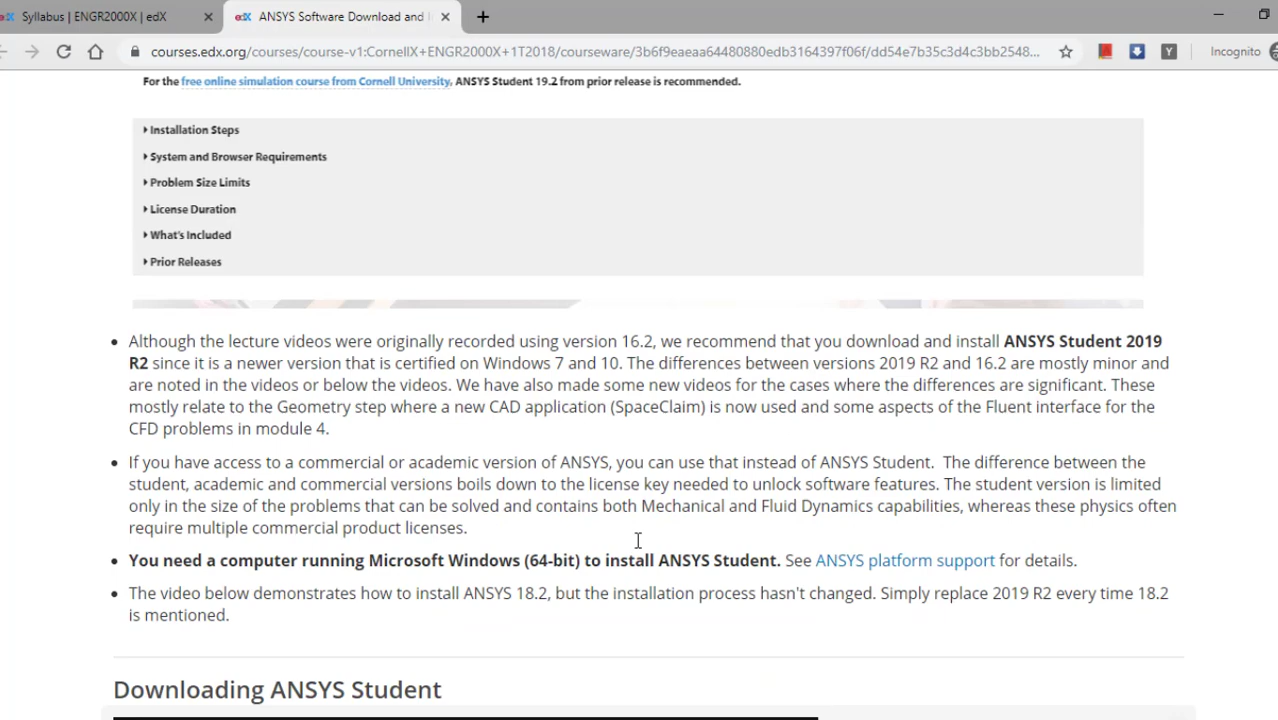 Syllabus | ENGR2000X | edX
ANSYS Software Download and
courses.edx.org/courses/course-v1:CornellX+ENGR2000X+1T2018/courseware/3b6f9eaeaa64480880edb3164397f06f/dd54e7b35c3d4c3bb2548...
Y
Incognito
For the free online simulation course from Cornell University, ANSYS Student 19.2 from prior release is recommended.
Installation Steps
System and Browser Requirements
Problem Size Limits
License Duration
What's Included
Prior Releases
• Although the lecture videos were originally recorded using version 16.2, we recommend that you download and install ANSYS Student 2019
R2 since it is a newer version that is certified on Windows 7 and 10. The differences between versions 2019 R2 and 16.2 are mostly minor and
are noted in the videos or below the videos. We have also made some new videos for the cases where the differences are significant. These
mostly relate to the Geometry step where a new CAD application (SpaceClaim) is now used and some aspects of the Fluent interface for the
CFD problems in module 4.
• If you have access to a commercial or academic version of ANSYS, you can use that instead of ANSYS Student. The difference between the
student, academic and commercial versions boils down to the license key needed to unlock software features. The student version is limited
only in the size of the problems that can be solved and contains both Mechanical and Fluid Dynamics capabilities, whereas these physics often
require multiple commercial product licenses.
• You need a computer running Microsoft Windows (64-bit) to install ANSYS Student. See ANSYS platform support for details.
• The video below demonstrates how to install ANSYS 18.2, but the installation process hasn't changed. Simply replace 2019 R2 every time 18.2
is mentioned.
Downloading ANSYS Student